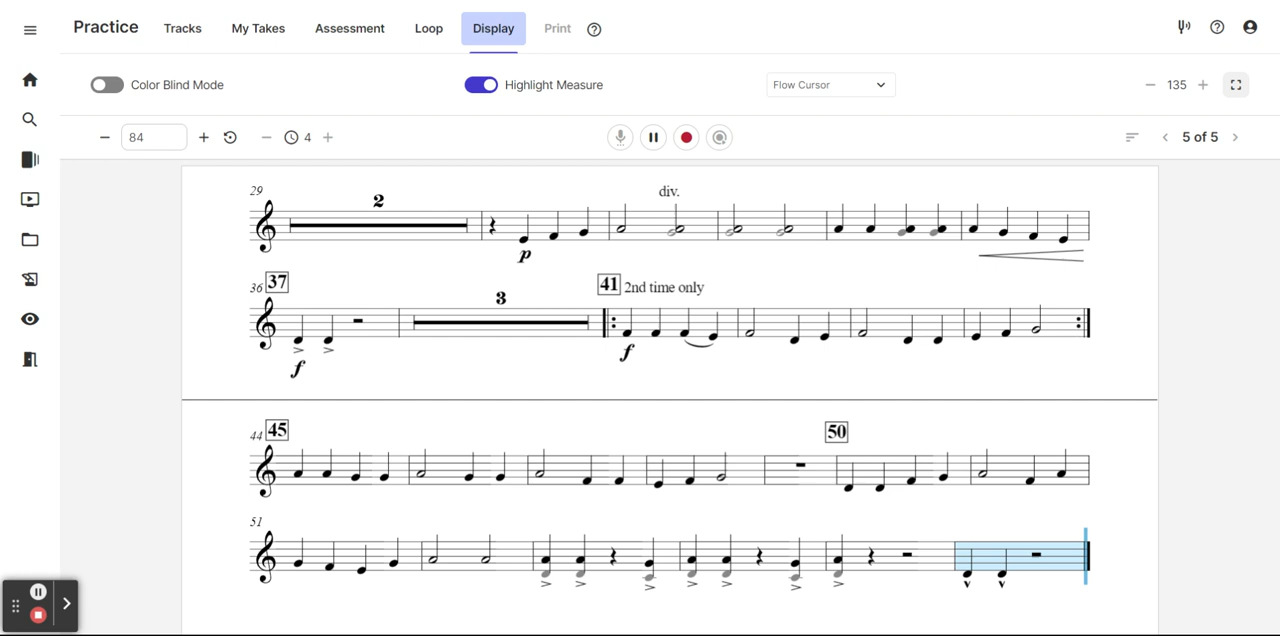 Practice Tracks My Takes Assessment Loop Display Print ?
Color Blind Mode Highlight Measure Flow Cursor 135
84 4 5 of 5
29 2 div.
p
36 37 3 41 2nd time only
f f
44 45 50
51